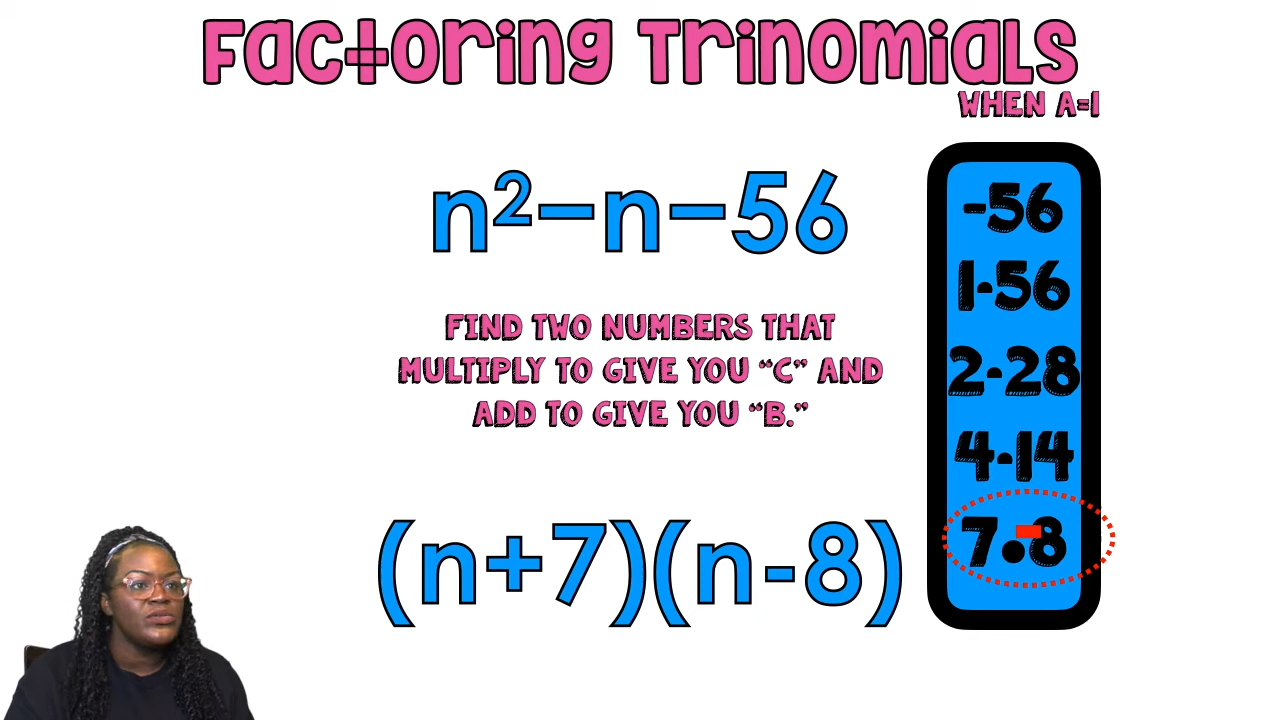 Factoring Trinomials
WHEN A=1
n²−n−56
FIND TWO NUMBERS THAT
MULTIPLY TO GIVE YOU “C” AND
ADD TO GIVE YOU “B.”
(n+7)(n-8)
-56
1·56
2·28
4·14
7·-8